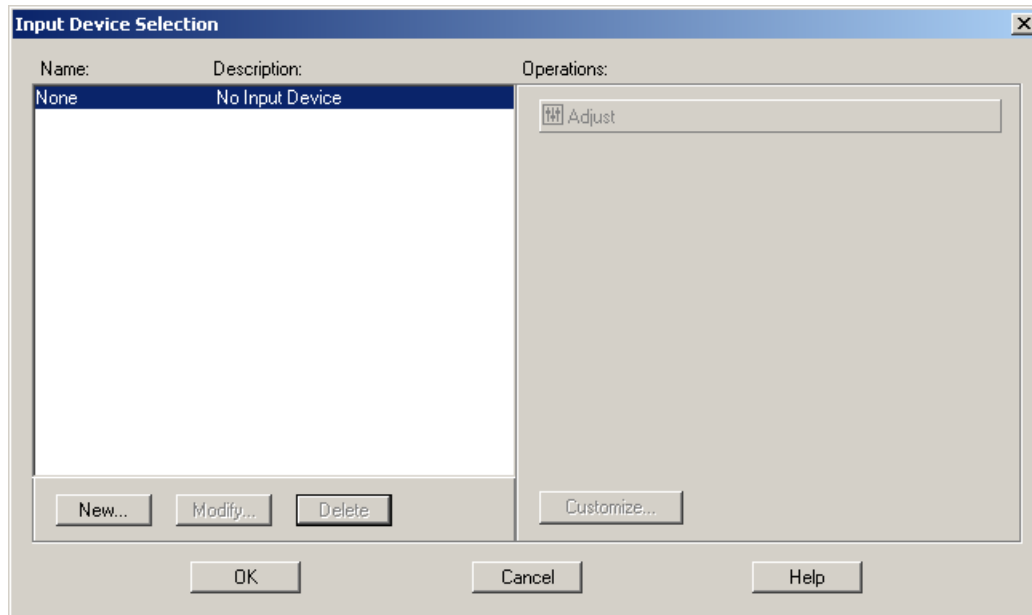 Input Device Selection
Name: Description: Operations:
None No Input Device
Adjust
New... Modify... Delete Customize...
OK Cancel Help